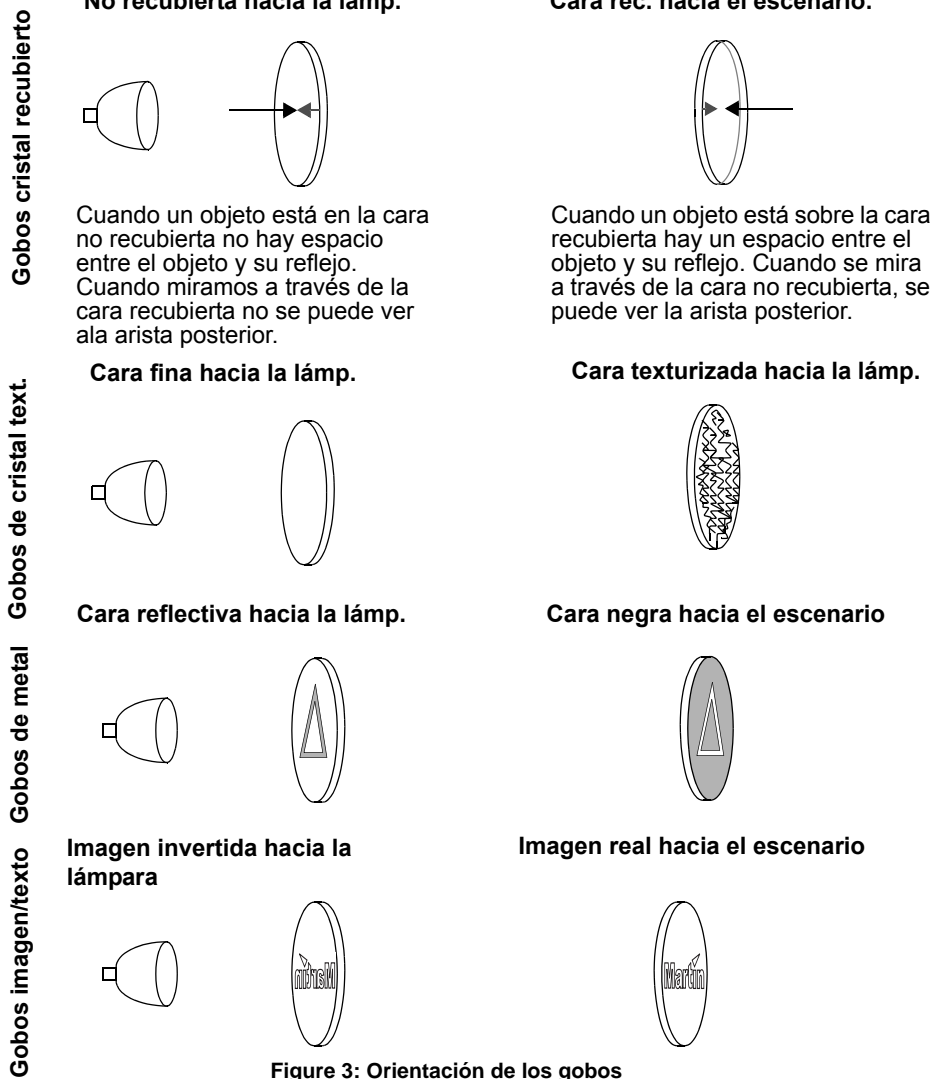 No recubierta hacia la lámp.
Cara rec. hacia el escenario.
Gobos cristal recubierto
Cuando un objeto está en la cara
no recubierta no hay espacio
entre el objeto y su reflejo.
Cuando miramos a través de la
cara recubierta no se puede ver
ala arista posterior.
Cuando un objeto está sobre la cara
recubierta hay un espacio entre el
objeto y su reflejo. Cuando se mira
a través de la cara no recubierta, se
puede ver la arista posterior.
Gobos de cristal text.
Cara fina hacia la lámp.
Cara texturizada hacia la lámp.
Gobos de metal
Cara reflectiva hacia la lámp.
Cara negra hacia el escenario
Gobos imagen/texto
Imagen invertida hacia la
lámpara
Imagen real hacia el escenario
Martin
Martin
Figure 3: Orientación de los gobos